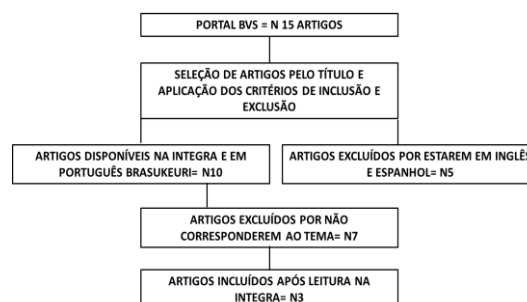 PORTAL BVS = N 15 ARTIGOS
SELEÇÃO DE ARTIGOS PELO TÍTULO E
APLICAÇÃO DOS CRITÉRIOS DE INCLUSÃO E
EXCLUSÃO
ARTIGOS DISPONÍVEIS NA INTEGRA E EM
PORTUGUÊS BRASUKEURI= N10
ARTIGOS EXCLUÍDOS POR ESTAREM EM INGLÊS
E ESPANHOL= N5
ARTIGOS EXCLUÍDOS POR NÃO
CORRESPONDEREM AO TEMA= N7
ARTIGOS INCLUÍDOS APÓS LEITURA NA
INTEGRA= N3